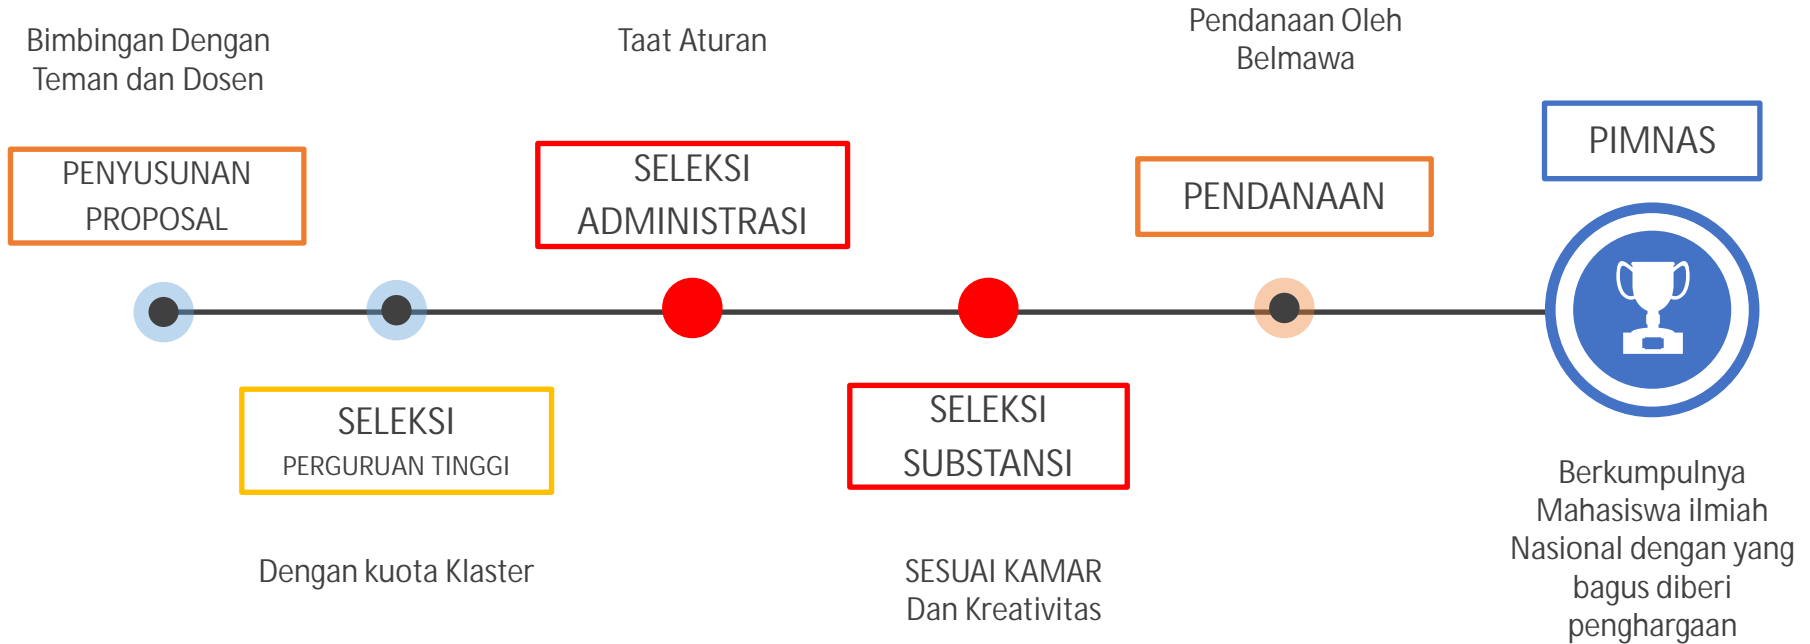 Bimbingan Dengan
Teman dan Dosen
PENYUSUNAN
PROPOSAL
SELEKSI
PERGURUAN TINGGI
Dengan kuota Klaster
Taat Aturan
SELEKSI
ADMINISTRASI
SELEKSI
SUBSTANSI
SESUAI KAMAR
Dan Kreativitas
Pendanaan Oleh
Belmawa
PENDANAAN
PIMNAS
Berkumpulnya
Mahasiswa ilmiah
Nasional dengan yang
bagus diberi
penghargaan